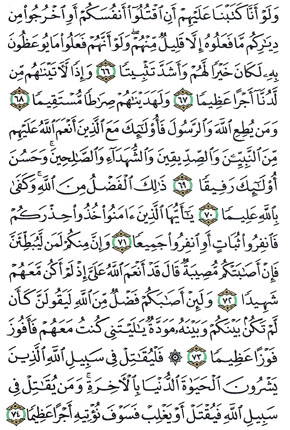 وَلَوْ أَنَّا كَتَبْنَا عَلَيْهِمْ أَنِ ٱقْتُلُوٓا۟ أَنفُسَكُمْ أَوِ ٱخْرُجُوا۟ مِن
دِيَـٰرِكُم مَّا فَعَلُوهُ إِلَّا قَلِيلٌ مِّنْهُمْ ۖ وَلَوْ أَنَّهُمْ فَعَلُوا۟ مَا يُوعَظُونَ
بِهِۦ لَكَانَ خَيْرًا لَّهُمْ وَأَشَدَّ تَثْبِيتًا ٦٦ وَإِذًا لَّـَٔاتَيْنَـٰهُم مِّن
لَّدُنَّآ أَجْرًا عَظِيمًا ٦٧ وَلَهَدَيْنَـٰهُمْ صِرَٰطًا مُّسْتَقِيمًا ٦٨
وَمَن يُطِعِ ٱللَّهَ وَٱلرَّسُولَ فَأُو۟لَـٰٓئِكَ مَعَ ٱلَّذِينَ أَنْعَمَ ٱللَّهُ عَلَيْهِم
مِّنَ ٱلنَّبِيِّـۧنَ وَٱلصِّدِّيقِينَ وَٱلشُّهَدَآءِ وَٱلصَّـٰلِحِينَ ۚ وَحَسُنَ
أُو۟لَـٰٓئِكَ رَفِيقًا ٦٩ ذَٰلِكَ ٱلْفَضْلُ مِنَ ٱللَّهِ ۚ وَكَفَىٰ
بِٱللَّهِ عَلِيمًا ٧٠ يَـٰٓأَيُّهَا ٱلَّذِينَ ءَامَنُوا۟ خُذُوا۟ حِذْرَكُمْ
فَٱنفِرُوا۟ ثُبَاتٍ أَوِ ٱنفِرُوا۟ جَمِيعًا ٧١ وَإِنَّ مِنكُمْ لَمَن لَّيُبَطِّئَنَّ
فَإِنْ أَصَـٰبَتْكُم مُّصِيبَةٌ قَالَ قَدْ أَنْعَمَ ٱللَّهُ عَلَىَّ إِذْ لَمْ أَكُن مَّعَهُمْ
شَهِيدًا ٧٢ وَلَئِنْ أَصَـٰبَكُمْ فَضْلٌ مِّنَ ٱللَّهِ لَيَقُولَنَّ كَأَن
لَّمْ تَكُنۢ بَيْنَكُمْ وَبَيْنَهُۥ مَوَدَّةٌ يَـٰلَيْتَنِى كُنتُ مَعَهُمْ فَأَفُوزَ
فَوْزًا عَظِيمًا ٧٣ ۞ فَلْيُقَـٰتِلْ فِى سَبِيلِ ٱللَّهِ ٱلَّذِينَ
يَشْرُونَ ٱلْحَيَوٰةَ ٱلدُّنْيَا بِٱلْـَٔاخِرَةِ ۚ وَمَن يُقَـٰتِلْ فِى
سَبِيلِ ٱللَّهِ فَيُقْتَلْ أَوْ يَغْلِبْ فَسَوْفَ نُؤْتِيهِ أَجْرًا عَظِيمًا ٧٤